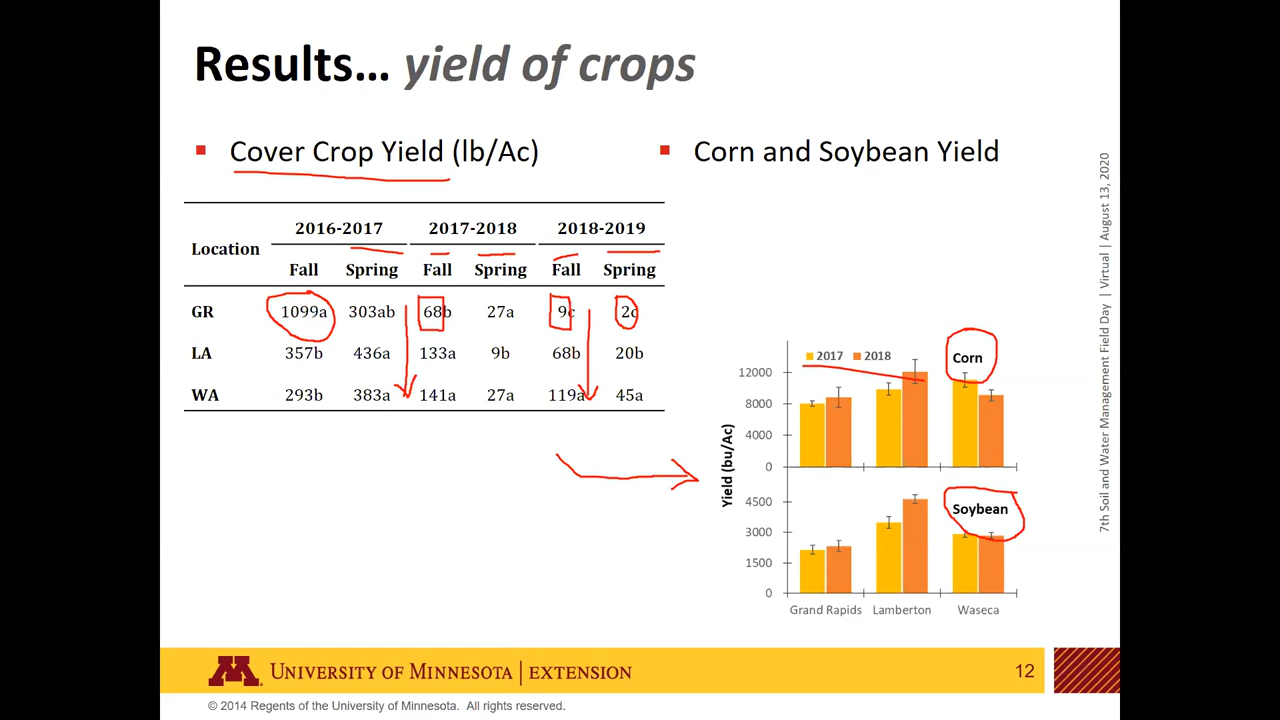 Results... yield of crops
▪ Cover Crop Yield (lb/Ac)
Location 2016-2017 2017-2018 2018-2019
Fall Spring Fall Spring Fall Spring
GR 1099a 303ab 68b 27a 9c 2c
LA 357b 436a 133a 9b 68b 20b
WA 293b 383a 141a 27a 119a 45a
▪ Corn and Soybean Yield
2017 2018
Corn
12000
8000
4000
0
Yield (bu/Ac)
Soybean
4500
3000
1500
0
Grand Rapids Lamberton Waseca
7th Soil and Water Management Field Day | Virtual | August 13, 2020
M UNIVERSITY OF MINNESOTA | EXTENSION
12
© 2014 Regents of the University of Minnesota. All rights reserved.